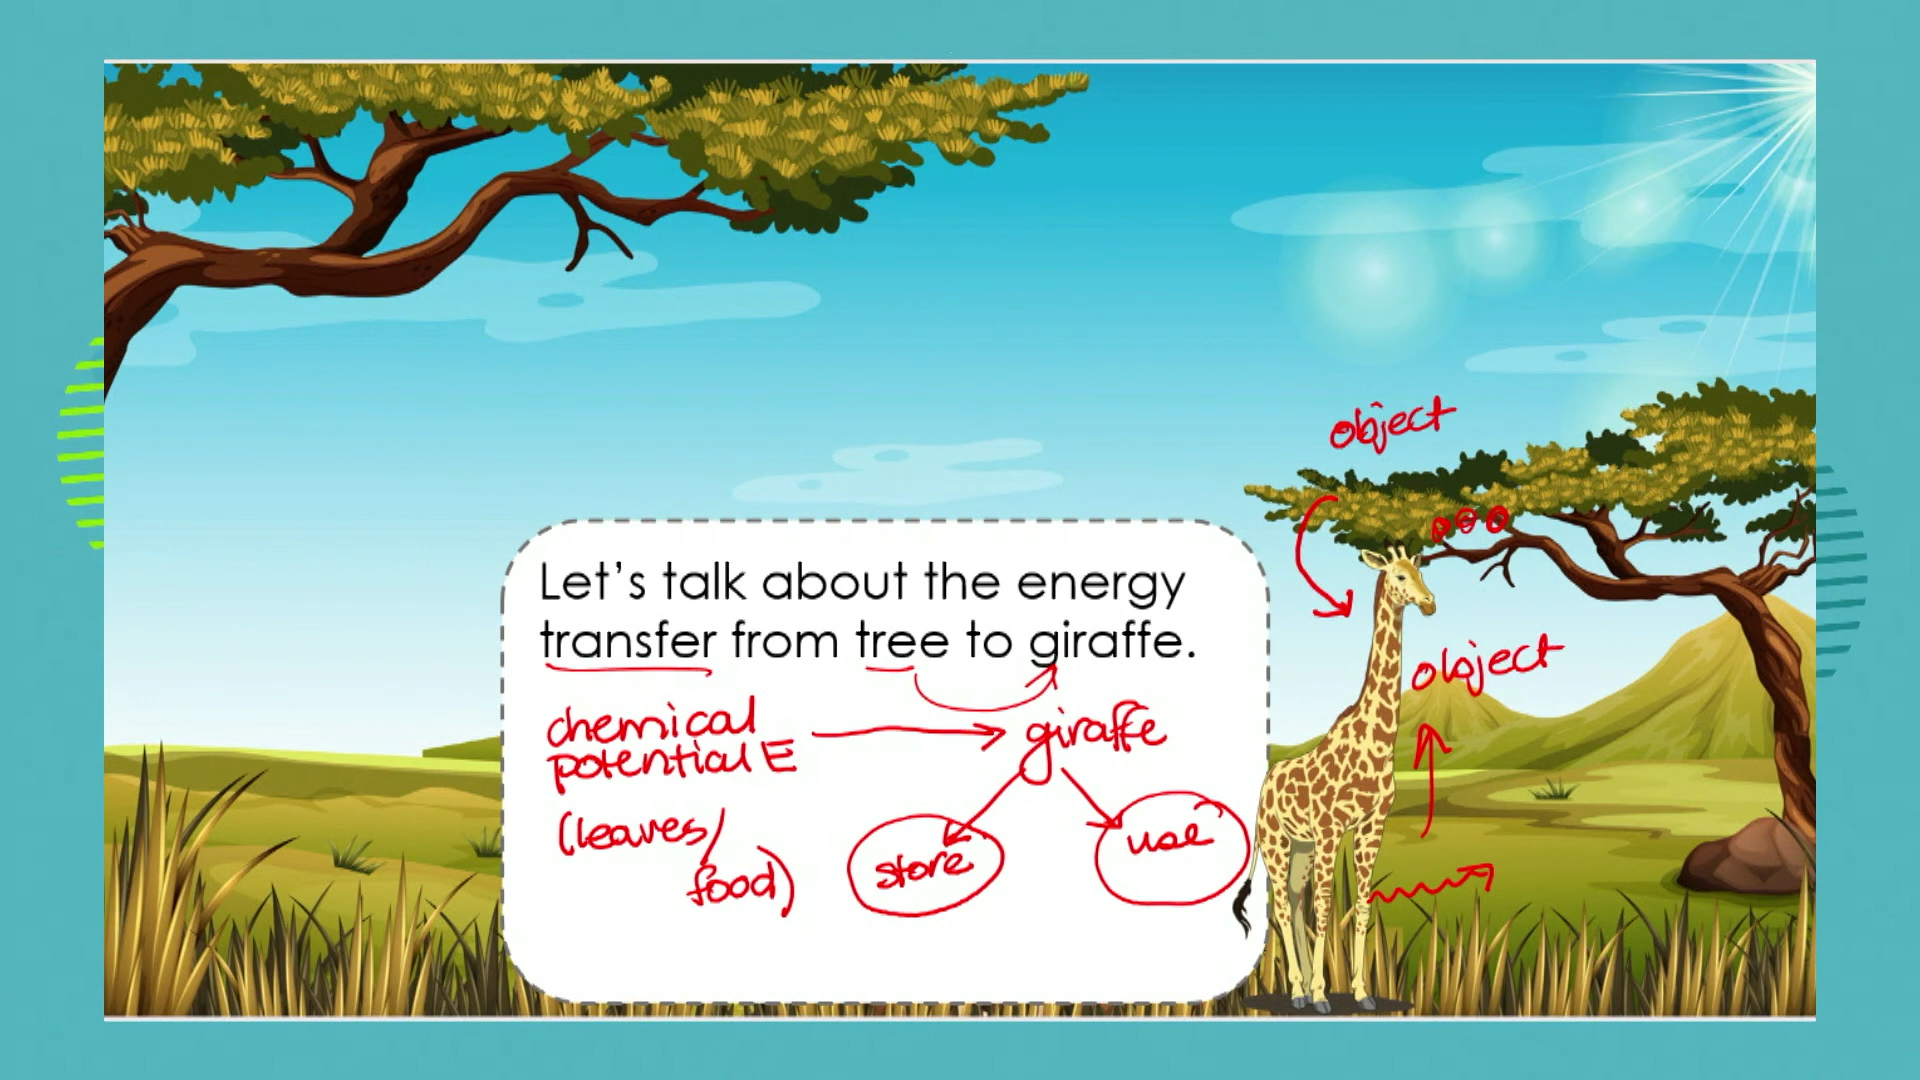 object
Let's talk about the energy
transfer from tree to giraffe.
object
chemical
potential E
giraffe
(leaves/
food)
store
use